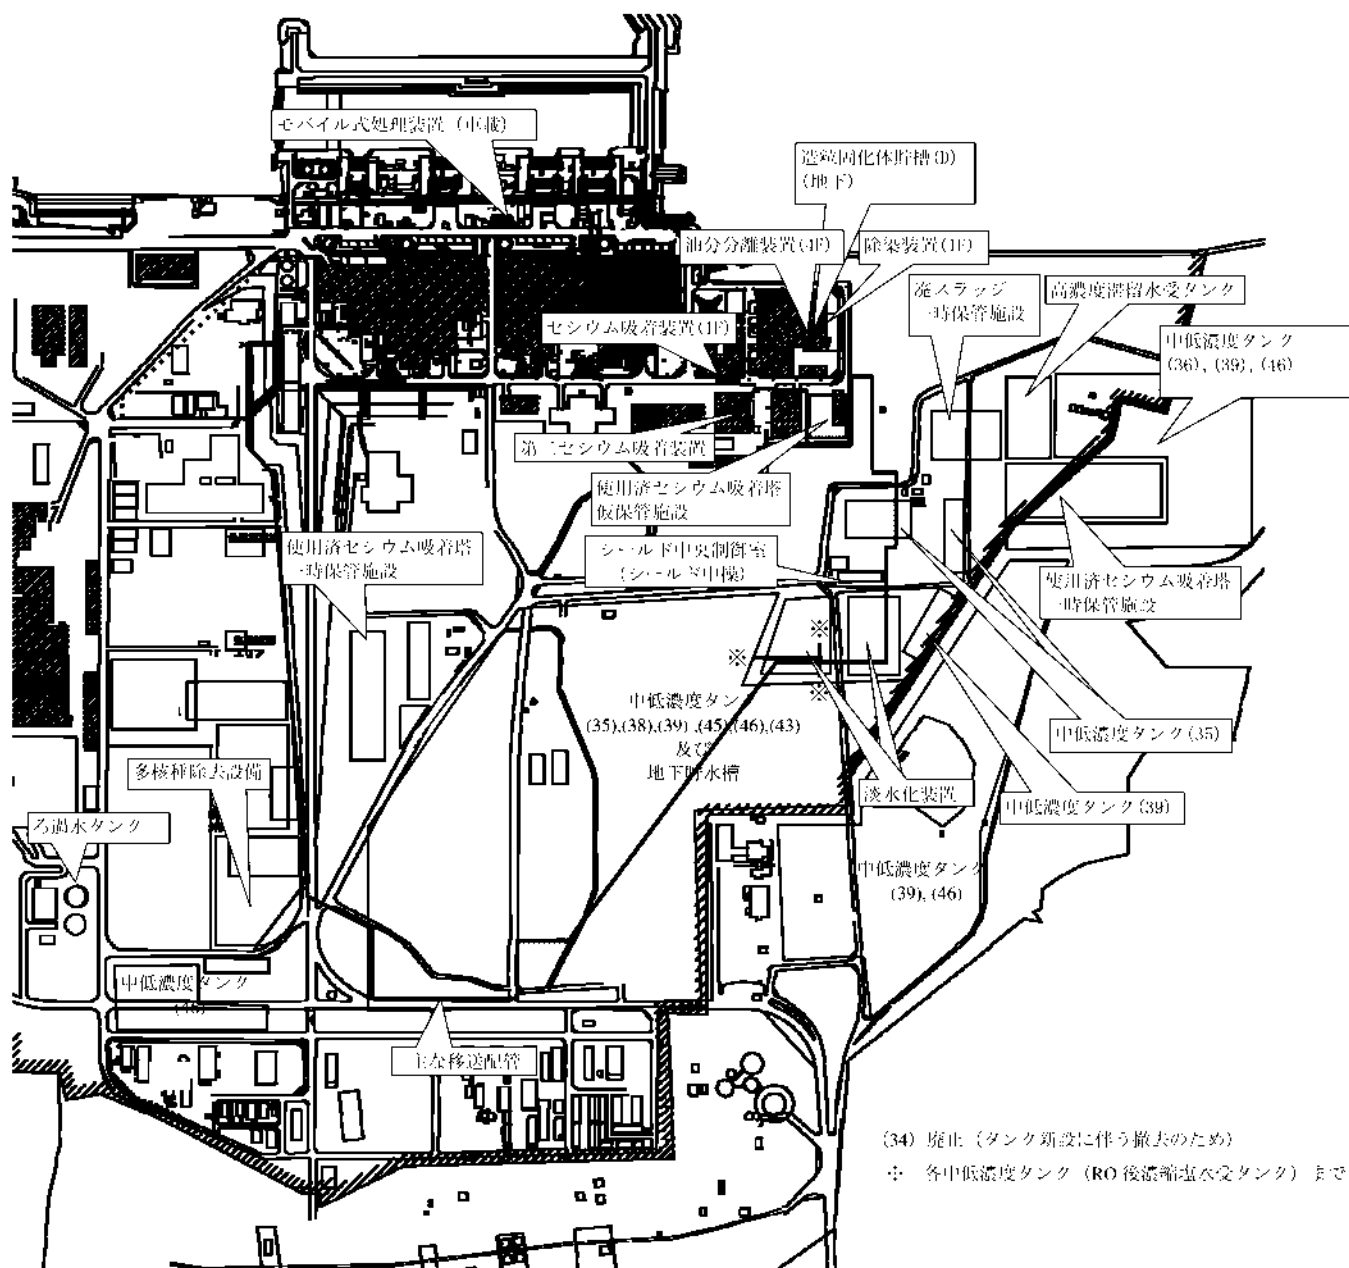 モバイル式処理装置（車載）
造粒固化体貯槽(D)
(地下)
油分分離装置(4F)
除染装置(1F)
廃スラッジ
一時保管施設
高濃度滞留水受タンク
中低濃度タンク
(36), (39), (46)
セシウム吸着装置(1F)
第二セシウム吸着装置
使用済セシウム吸着塔
仮保管施設
使用済セシウム吸着塔
一時保管施設
シールド中央制御室
(シールド中操)
使用済セシウム吸着塔
一時保管施設
※
※
※
中低濃度タンク
(35),(38),(39),(45),(46),(43)
及び
地下貯水槽
中低濃度タンク(35)
多核種除去設備
淡水化装置
中低濃度タンク(39)
ろ過水タンク
中低濃度タンク
(39), (46)
中低濃度タンク
(46)
主な移送配管
(34) 廃止（タンク新設に伴う撤去のため）
※ 各中低濃度タンク（RO 後濃縮塩水受タンク）まで